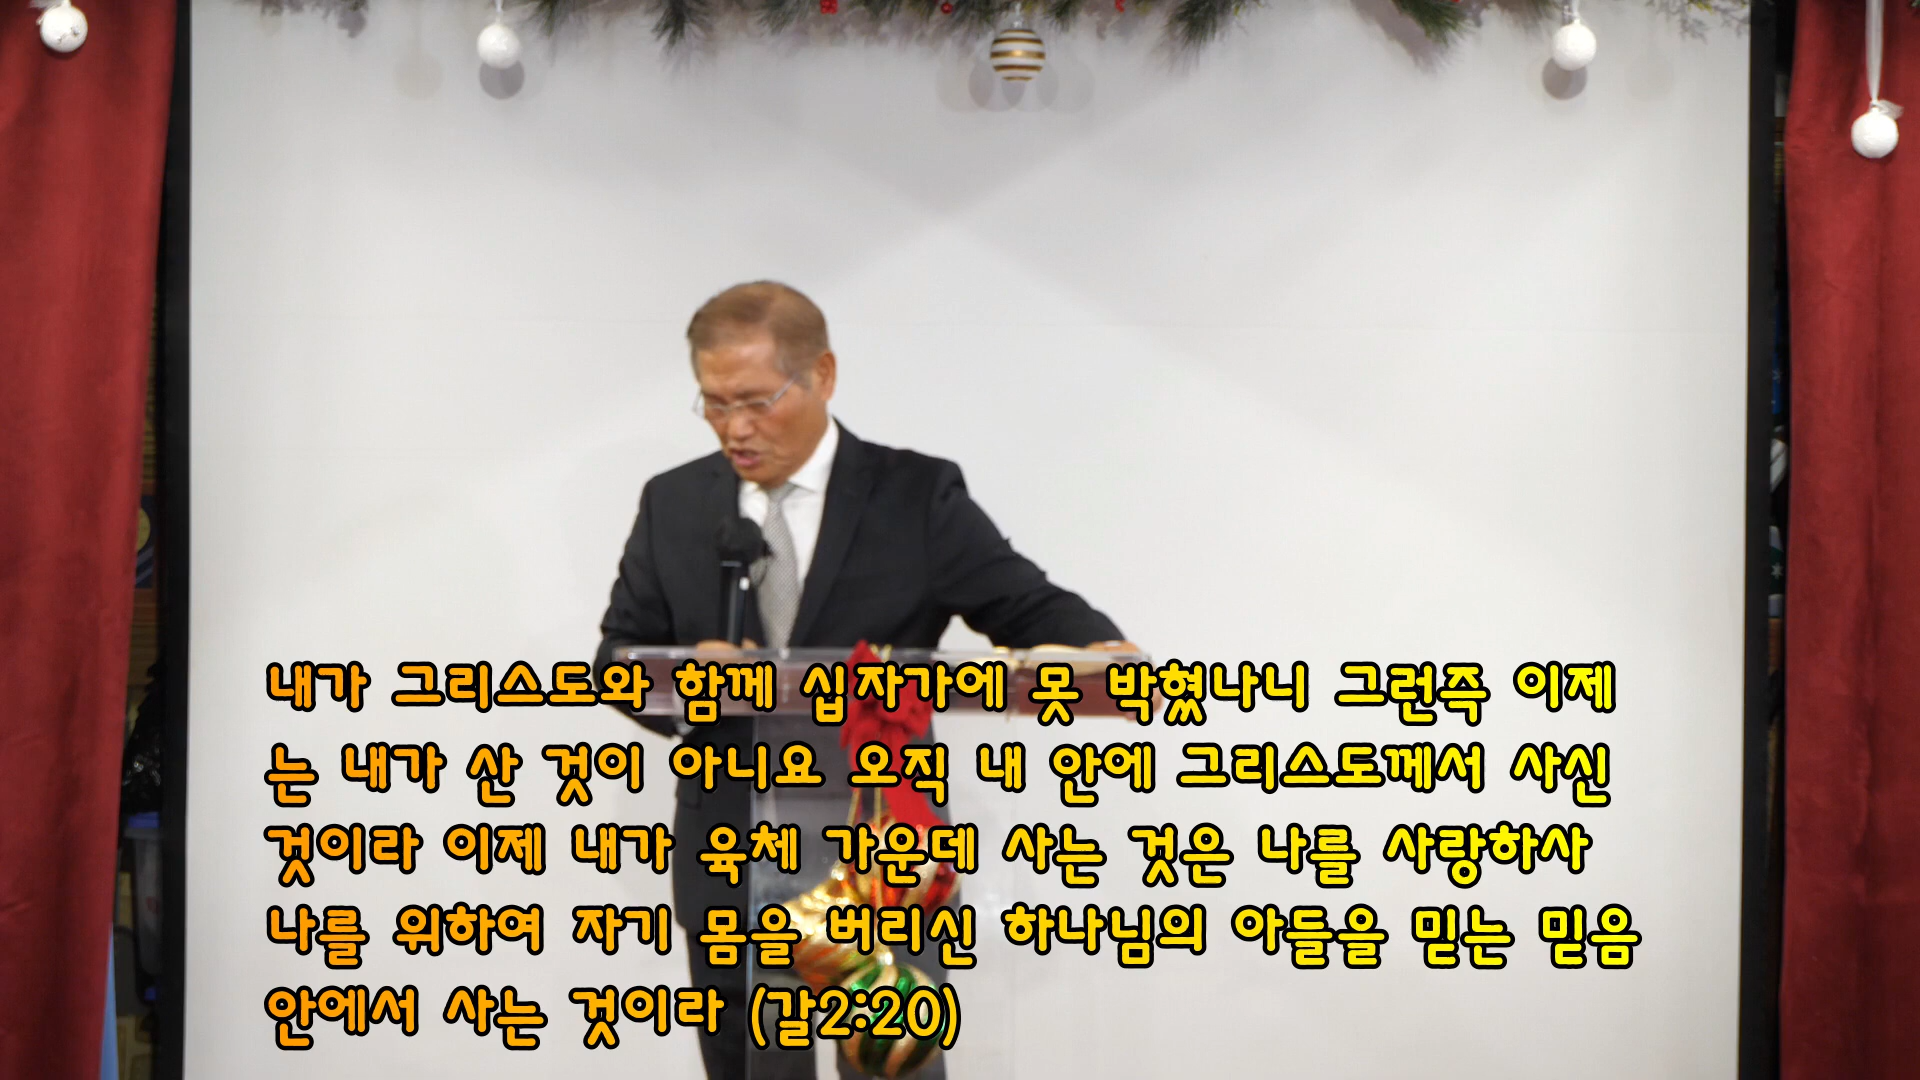 내가 그리스도와 함께 십자가에 못 박혔나니 그런즉 이제
는 내가 산 것이 아니요 오직 내 안에 그리스도께서 사신
것이라 이제 내가 육체 가운데 사는 것은 나를 사랑하사
나를 위하여 자기 몸을 버리신 하나님의 아들을 믿는 믿음
안에서 사는 것이라 (갈2:20)